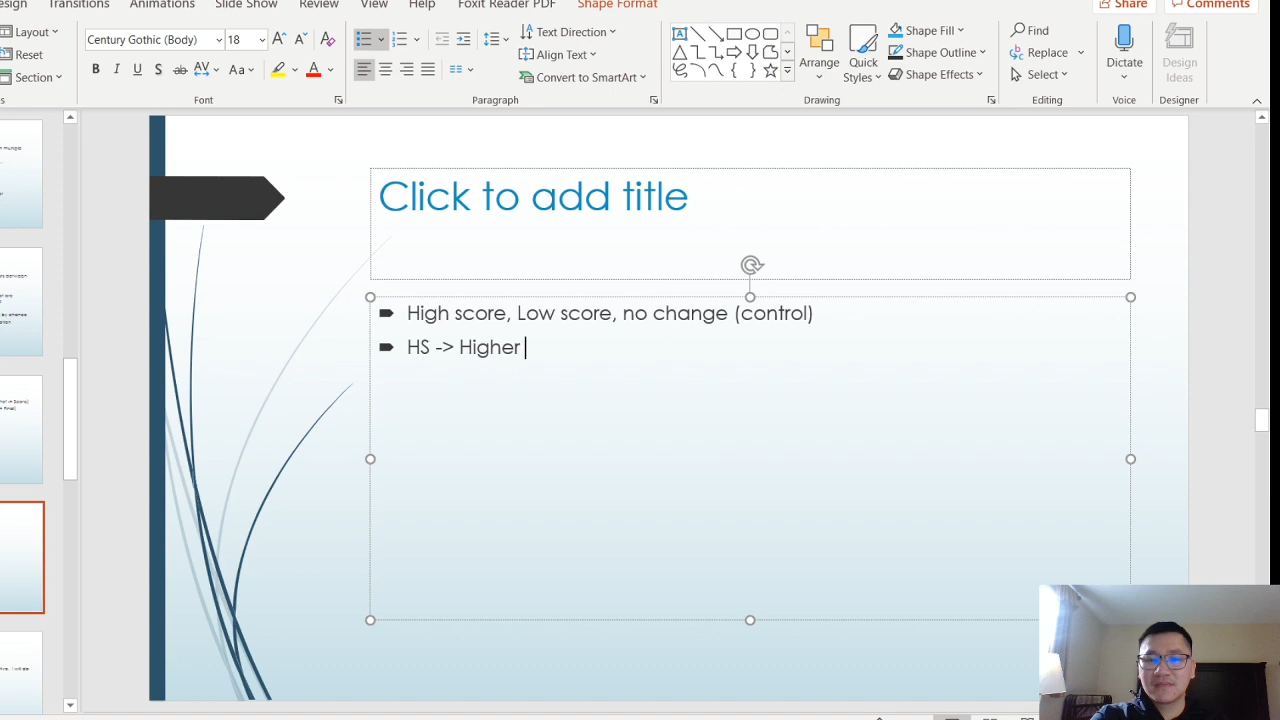 esign Transitions Animations Slide Show Review View Help Foxit Reader PDF Shape Format Share Comments
Layout Century Gothic (Body) 18 Aa Text Direction Shape Fill Find
Reset Align Text Shape Outline Replace
Section Convert to SmartArt Arrange Quick Styles Shape Effects Select Dictate Design Ideas
Font Paragraph Drawing Editing Voice Designer
Click to add title
High score, Low score, no change (control)
HS -> Higher